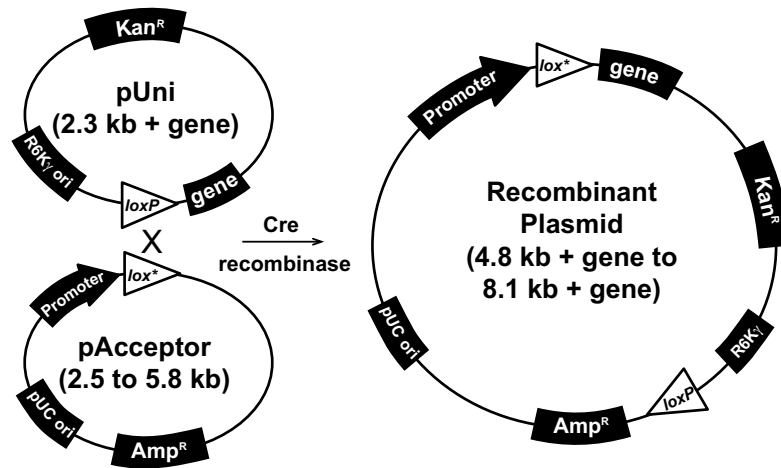 Kanᴿ
pUni
(2.3 kb + gene)
R6Kγ ori
loxP
gene
X
Promoter
lox*
pAcceptor
(2.5 to 5.8 kb)
pUC ori
Ampᴿ
Cre
recombinase
Promoter
lox*
gene
Kanᴿ
Recombinant
Plasmid
(4.8 kb + gene to
8.1 kb + gene)
pUC ori
R6Kγ
loxP
Ampᴿ